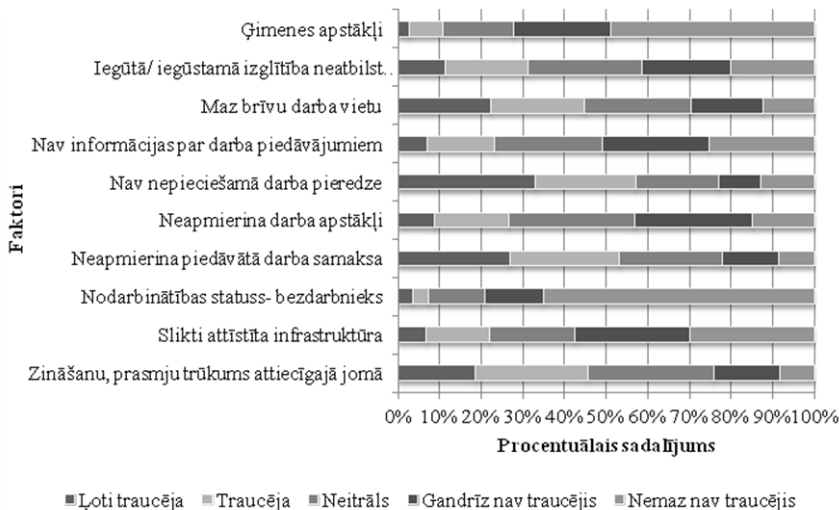 Ģimenes apstākļi
Iegūtā/ iegūstamā izglītība neatbilst..
Maz brīvu darba vietu
Nav informācijas par darba piedāvājumiem
Nav nepieciešamā darba pieredze
Neapmierina darba apstākļi
Neapmierina piedāvātā darba samaksa
Nodarbinātības statuss- bezdarbnieks
Slikti attīstīta infrastruktūra
Zināšanu, prasmju trūkums attiecīgajā jomā
Faktori
0% 10% 20% 30% 40% 50% 60% 70% 80% 90% 100%
Procentuālais sadalījums
Ļoti traucēja Traucēja Neitrāls Gandrīz nav traucējis Nemaz nav traucējis